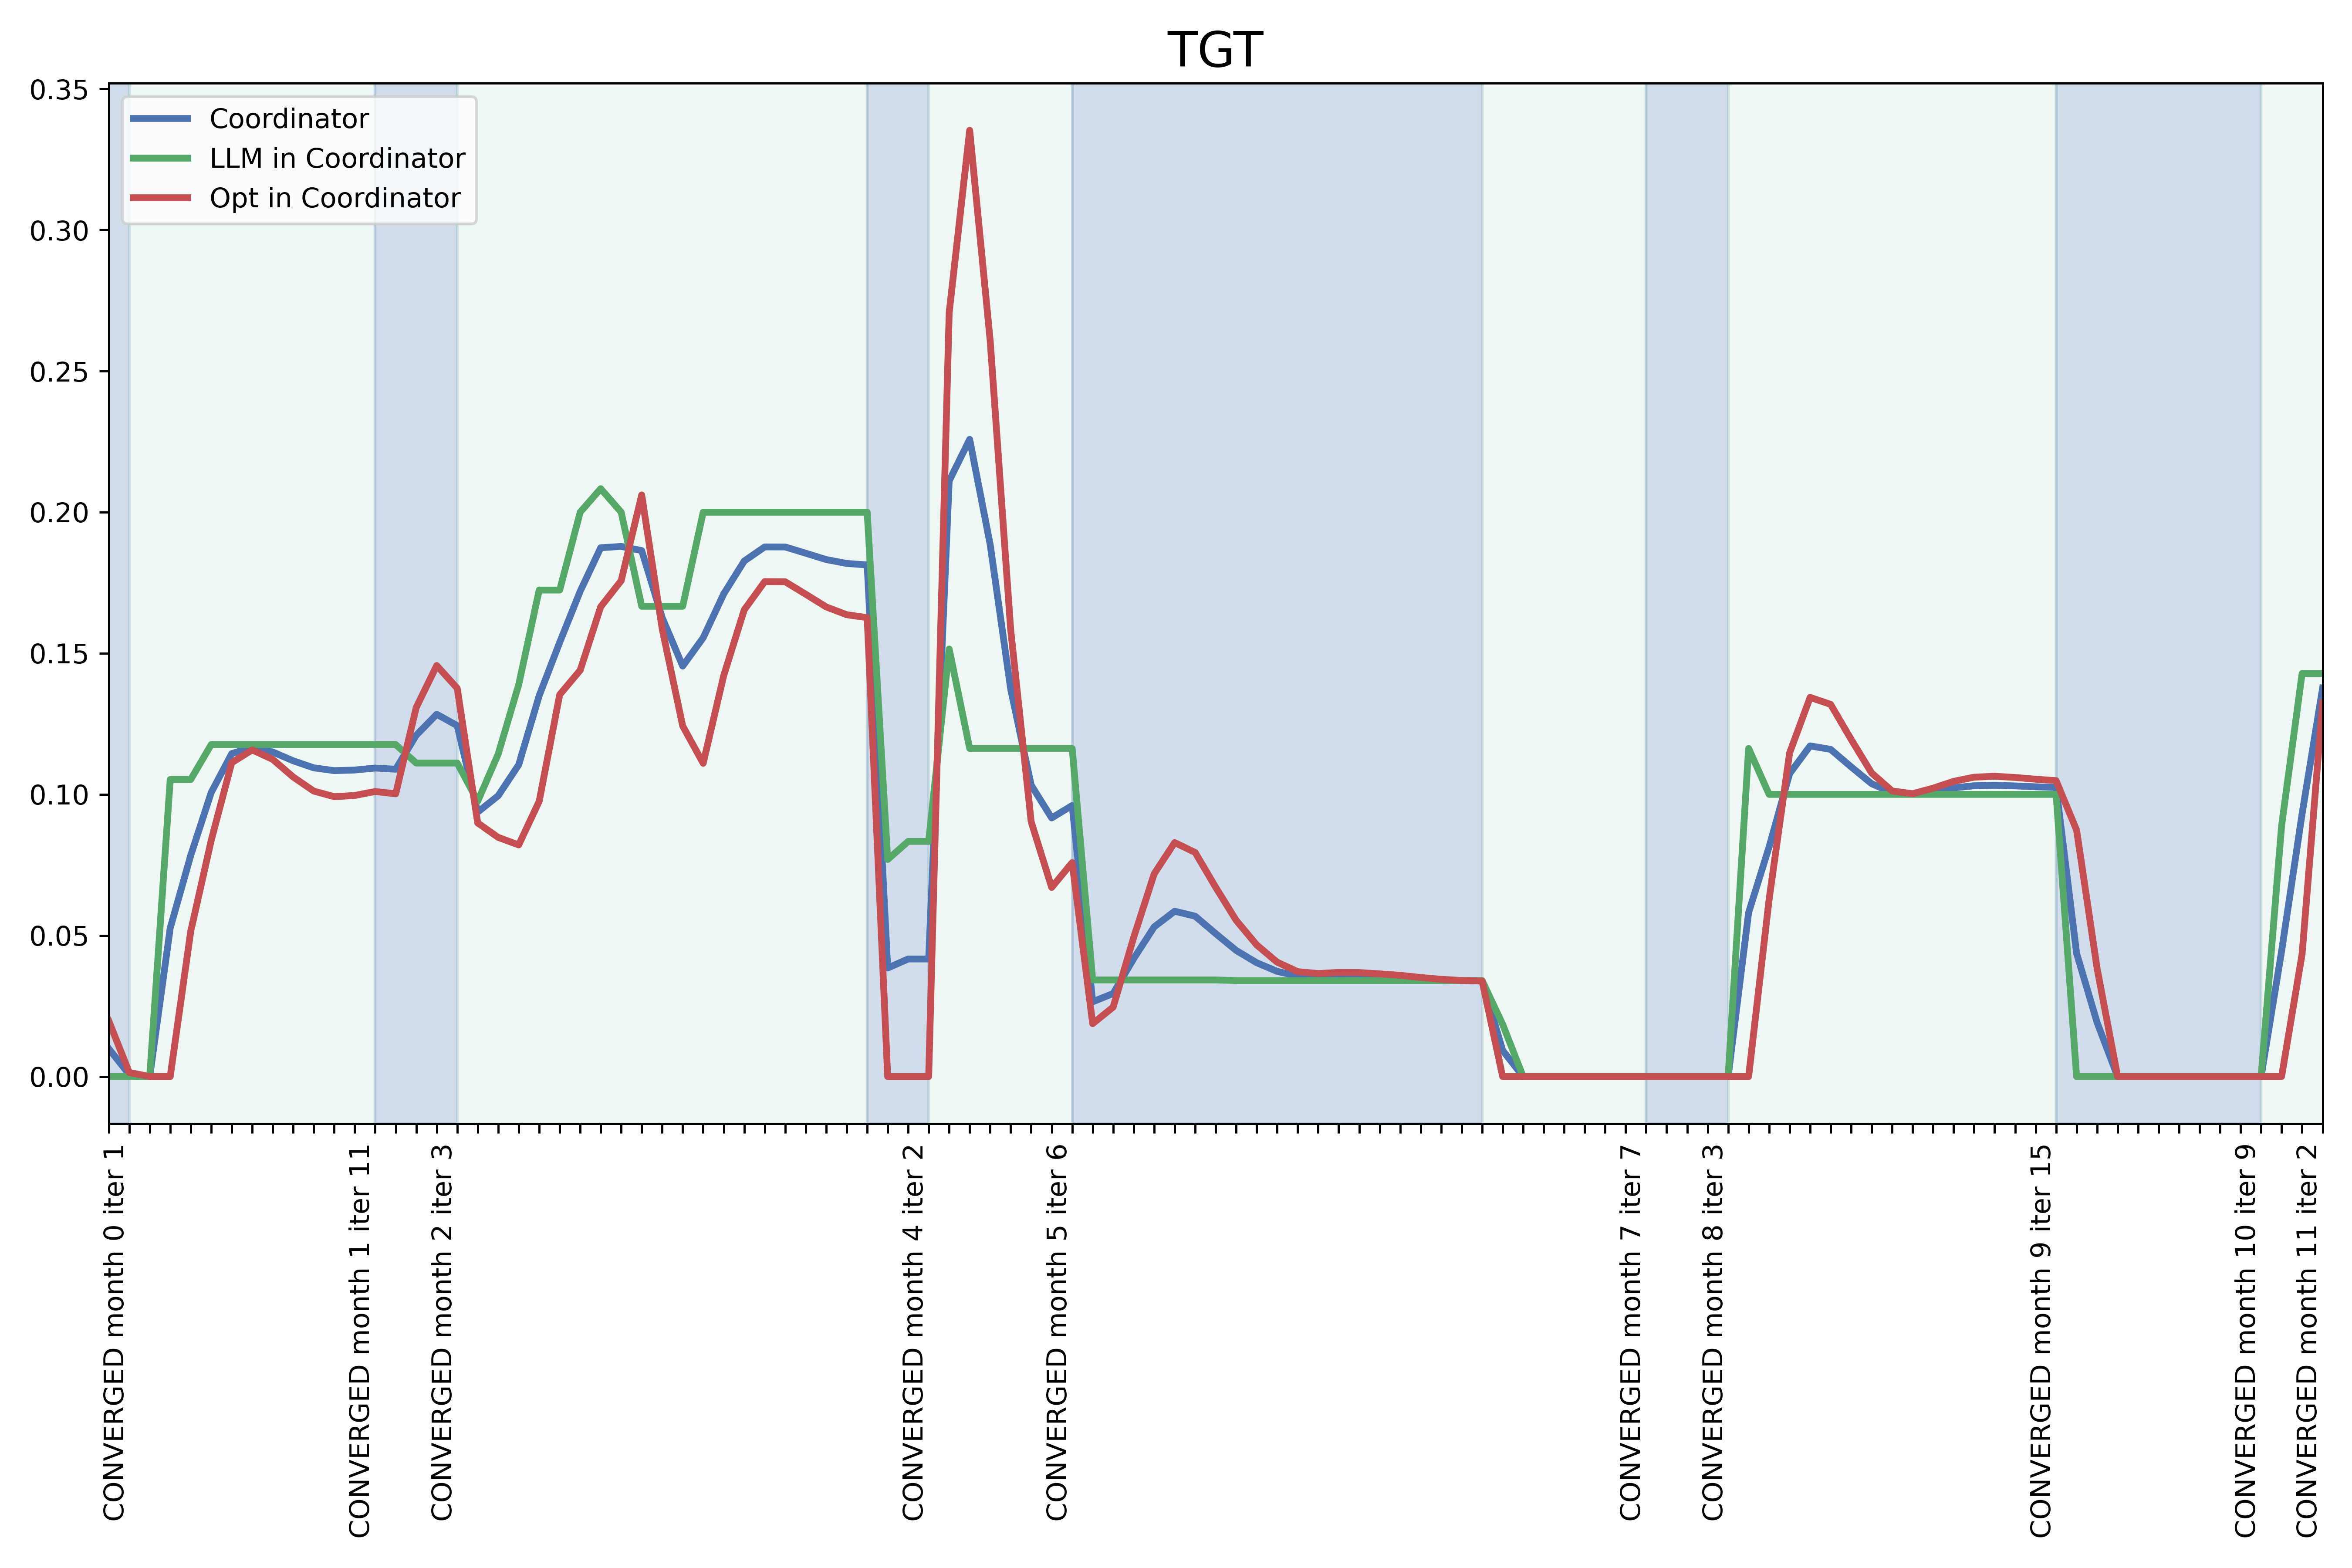 TGT
0.35
0.30
0.25
0.20
0.15
0.10
0.05
0.00
Coordinator
LLM in Coordinator
Opt in Coordinator
CONVERGED month 0 iter 1
CONVERGED month 1 iter 11
CONVERGED month 2 iter 3
CONVERGED month 4 iter 2
CONVERGED month 5 iter 6
CONVERGED month 7 iter 7
CONVERGED month 8 iter 3
CONVERGED month 9 iter 15
CONVERGED month 10 iter 9
CONVERGED month 11 iter 2